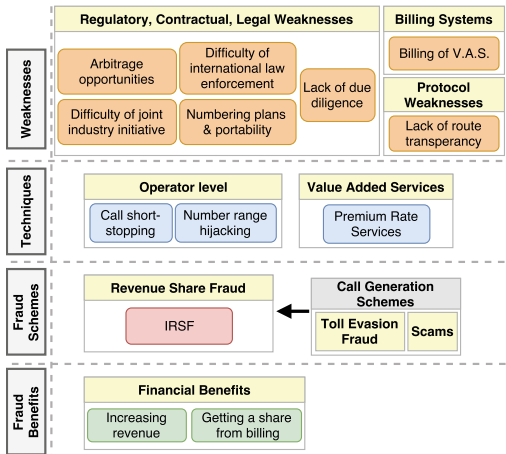 Weaknesses
Regulatory, Contractual, Legal Weaknesses
Arbitrage
opportunities
Difficulty of
international law
enforcement
Lack of due
diligence
Difficulty of joint
industry initiative
Numbering plans
& portability
Billing Systems
Billing of V.A.S.
Protocol
Weaknesses
Lack of route
transperancy
Techniques
Operator level
Call short-
stopping
Number range
hijacking
Value Added Services
Premium Rate
Services
Fraud
Schemes
Revenue Share Fraud
IRSF
Call Generation
Schemes
Toll Evasion
Fraud
Scams
Fraud
Benefits
Financial Benefits
Increasing
revenue
Getting a share
from billing